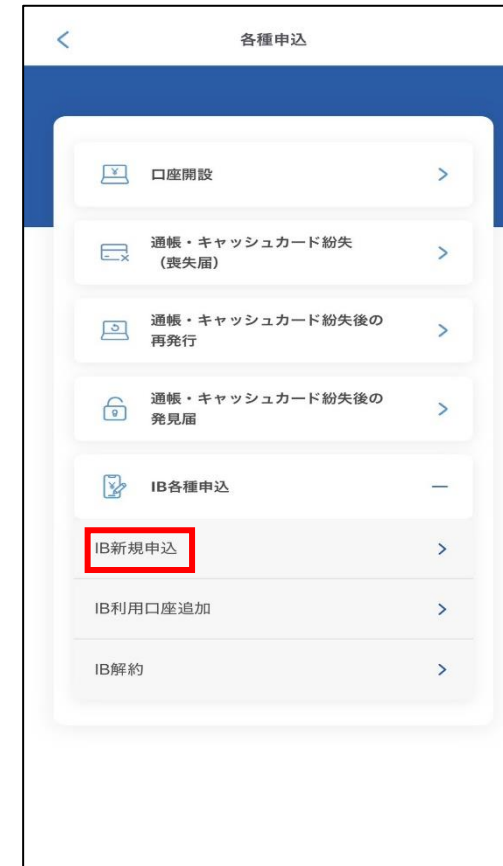 各種申込
口座開設
通帳・キャッシュカード紛失
（喪失届）
通帳・キャッシュカード紛失後の
再発行
通帳・キャッシュカード紛失後の
発見届
IB各種申込
IB新規申込
IB利用口座追加
IB解約